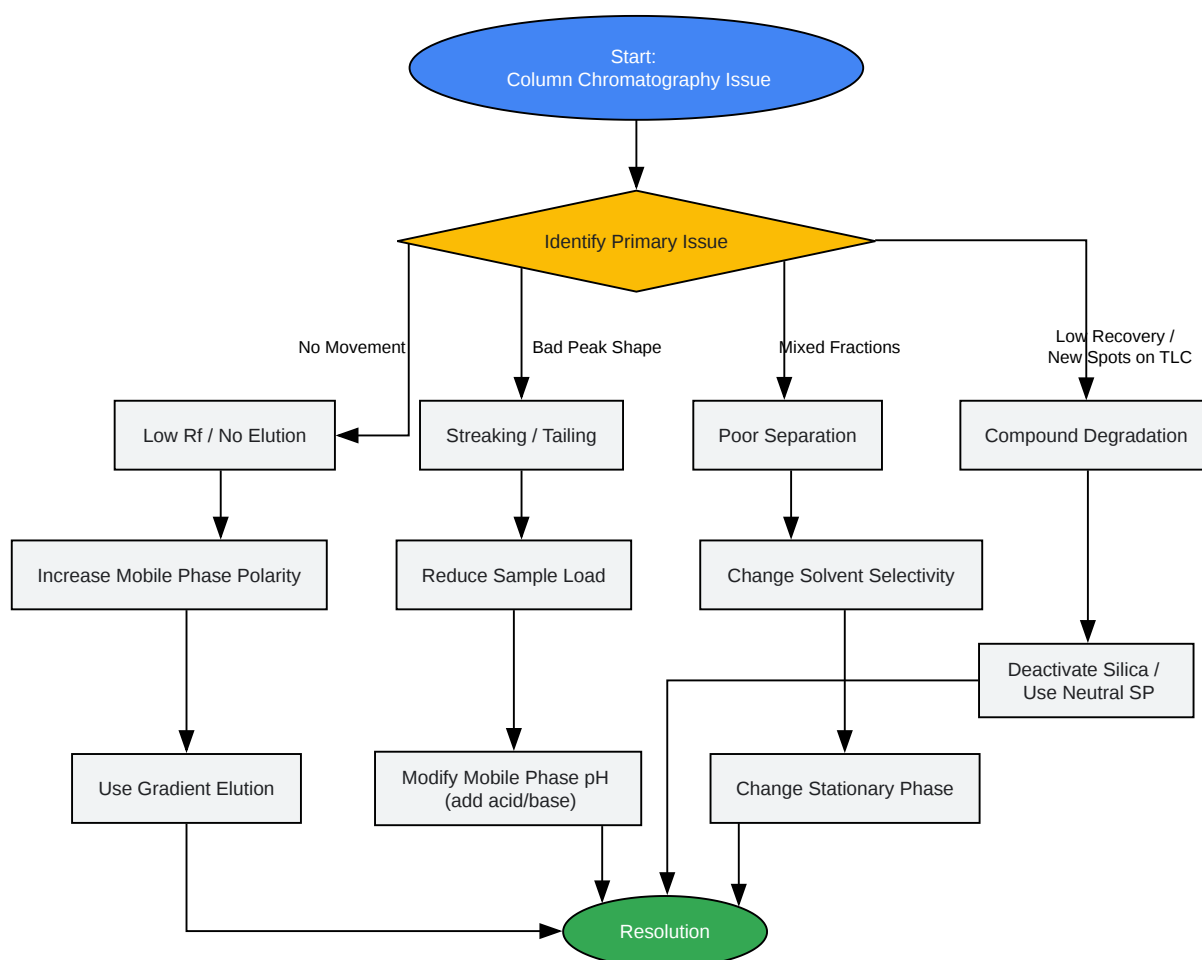 Start:
Column Chromatography Issue
Identify Primary Issue
No Movement
Bad Peak Shape
Mixed Fractions
Low Recovery /
New Spots on TLC
Low Rf / No Elution
Streaking / Tailing
Poor Separation
Compound Degradation
Increase Mobile Phase Polarity
Reduce Sample Load
Change Solvent Selectivity
Deactivate Silica /
Use Neutral SP
Use Gradient Elution
Modify Mobile Phase pH
(add acid/base)
Change Stationary Phase
Resolution